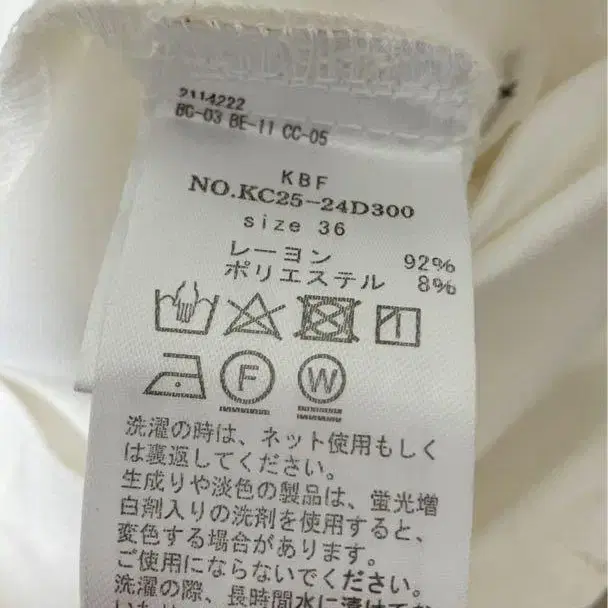 2114222
BG-03 BE-11 CC-05
KBF
NO.KC25-24D300
size 36
レーヨン 92%
ポリエステル 8%
F W
洗濯の時は、ネット使用もしく
は裏返してください。
生成りや淡色の製品は、蛍光増
白剤入りの洗剤を使用すると、
変色する場合があります。
ご使用にならないでください。
洗濯の際、長時間水に漬けてお